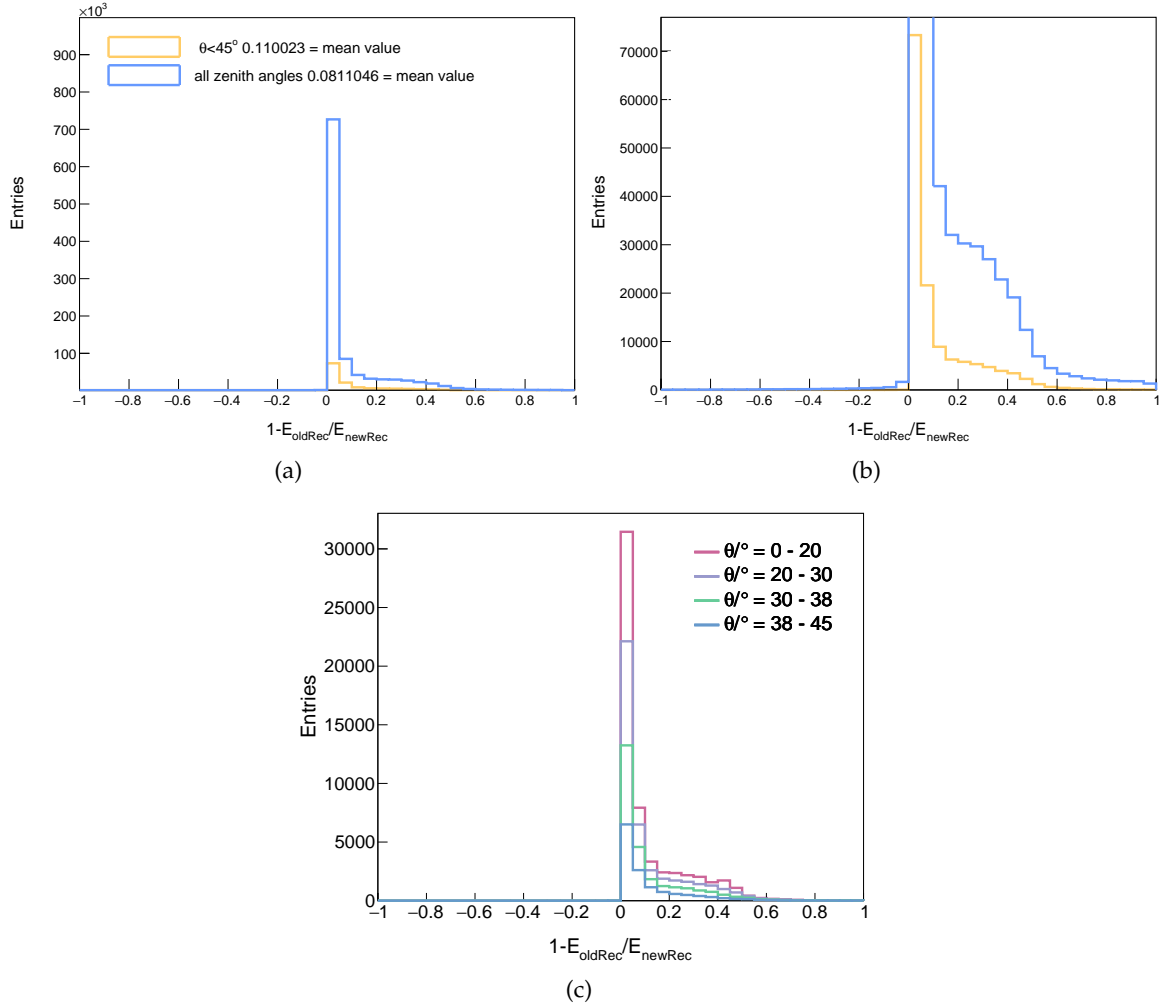 ×10³
900
800
700
600
500
400
300
200
100
Entries
θ<45° 0.110023 = mean value
all zenith angles 0.0811046 = mean value
−1 −0.8 −0.6 −0.4 −0.2 0 0.2 0.4 0.6 0.8 1
1-E_oldRec/E_newRec
(a)
70000
60000
50000
40000
30000
20000
10000
0
Entries
−1 −0.8 −0.6 −0.4 −0.2 0 0.2 0.4 0.6 0.8 1
1-E_oldRec/E_newRec
(b)
30000
25000
20000
15000
10000
5000
0
Entries
θ/° = 0 - 20
θ/° = 20 - 30
θ/° = 30 - 38
θ/° = 38 - 45
−1 −0.8 −0.6 −0.4 −0.2 0 0.2 0.4 0.6 0.8 1
1-E_oldRec/E_newRec
(c)